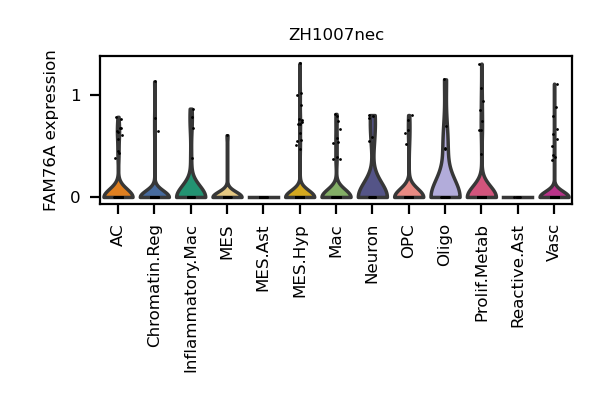 ZH1007nec
FAM76A expression
1
0
AC
Chromatin.Reg
Inflammatory.Mac
MES
MES.Ast
MES.Hyp
Mac
Neuron
OPC
Oligo
Prolif.Metab
Reactive.Ast
Vasc